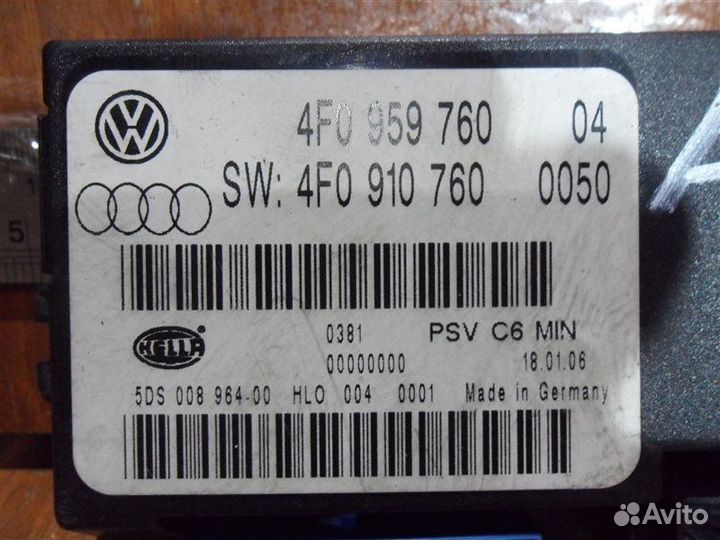 4F0 959 760 04
SW: 4F0 910 760 0050
0381 PSV C6 MIN
HELLA
00000000 18.01.06
5DS 008 964-00 HLO 004 0001 Made in Germany
5
Avito